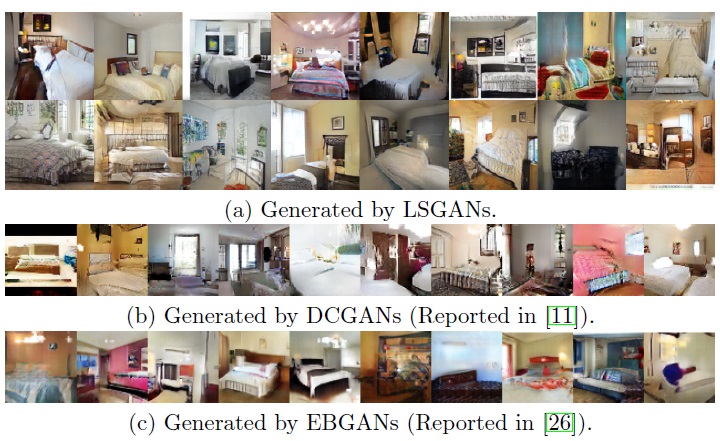 (a) Generated by LSGANs.
(b) Generated by DCGANs (Reported in [11]).
(c) Generated by EBGANs (Reported in [26]).